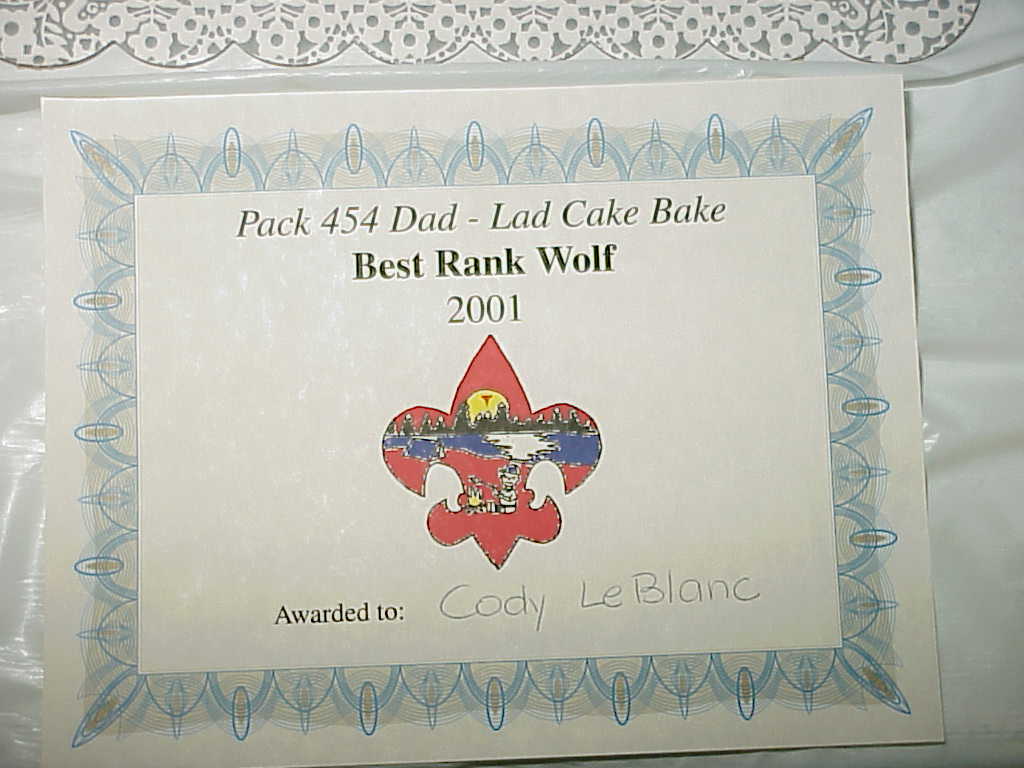 Pack 454 Dad - Lad Cake Bake
Best Rank Wolf
2001
Awarded to: Cody LeBlanc